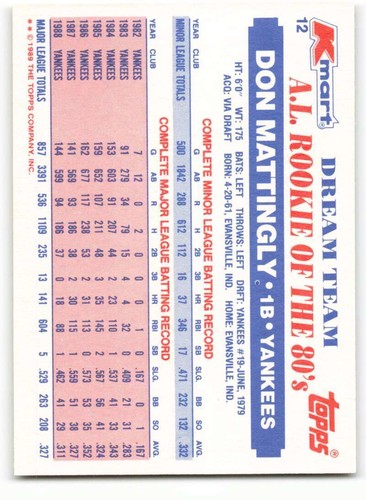 12
Kmart®
DREAM TEAM
A.L. ROOKIE OF THE 80's
topps®
DON MATTINGLY • 1B • YANKEES
HT: 6'0" WT: 175 BATS: LEFT THROWS: LEFT DRFT: YANKEES #19-JUNE, 1979
ACQ: VIA DRAFT BORN: 4-20-61, EVANSVILLE, IND. HOME: EVANSVILLE, IND.
COMPLETE MINOR LEAGUE BATTING RECORD
YEAR CLUB G AB R H 2B 3B HR RBI SB SLG. BB SO AVG.
MINOR LEAGUE TOTALS 500 1842 288 612 112 16 37 346 17 .471 232 132 .332
COMPLETE MAJOR LEAGUE BATTING RECORD
YEAR CLUB G AB R H 2B 3B HR RBI SB SLG. BB SO AVG.
1982 YANKEES 7 12 0 2 0 0 0 1 0 .167 0 1 .167
1983 YANKEES 91 279 34 79 15 4 4 32 0 .409 21 31 .283
1984 YANKEES 153 603 91 207 44 2 23 110 1 .537 41 33 .343
1985 YANKEES 159 652 107 211 48 3 35 145 2 .567 56 41 .324
1986 YANKEES 162 677 117 238 53 2 31 113 0 .573 53 35 .352
1987 YANKEES 141 569 93 186 38 2 30 115 1 .559 51 38 .327
1988 YANKEES 144 599 94 186 37 0 18 88 1 .462 41 29 .311
MAJOR LEAGUE TOTALS 857 3391 536 1109 235 13 141 604 5 .529 263 208 .327
** © 1989 THE TOPPS COMPANY, INC.